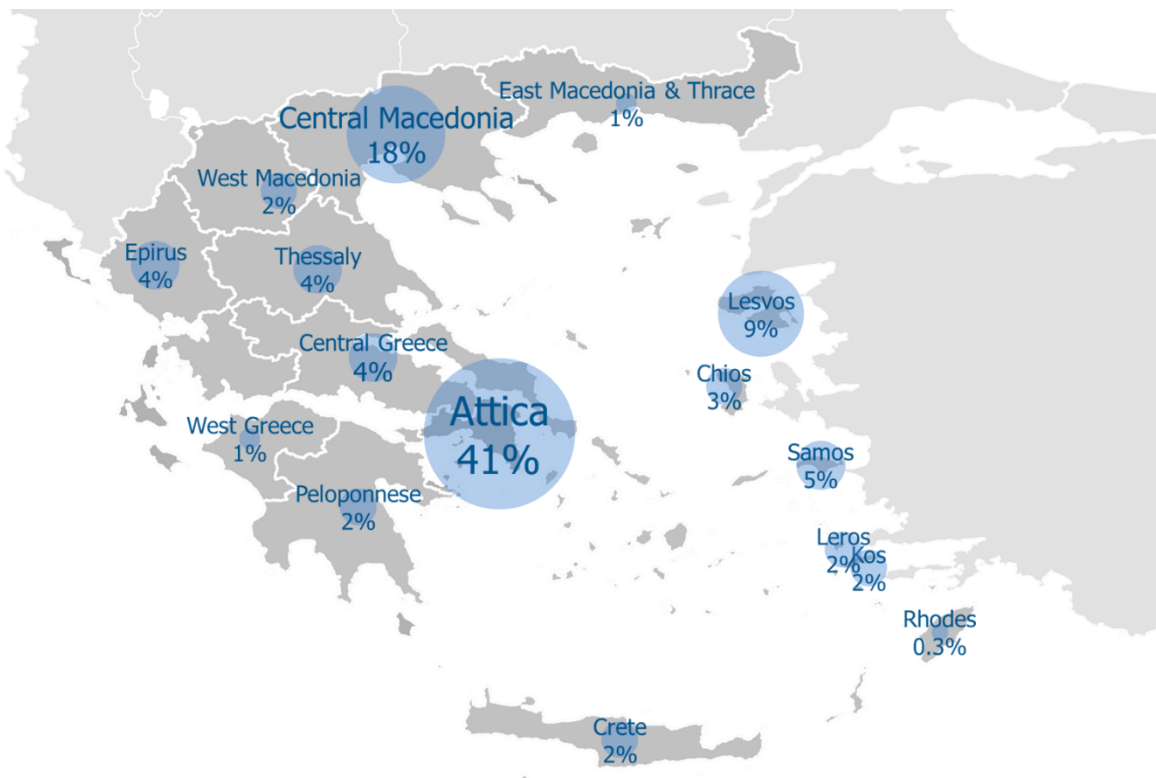 East Macedonia & Thrace
1%
Central Macedonia
18%
West Macedonia
2%
Epirus
4%
Thessaly
4%
Lesvos
9%
Central Greece
4%
Chios
3%
Attica
41%
West Greece
1%
Samos
5%
Peloponnese
2%
Leros
2%
Kos
2%
Rhodes
0.3%
Crete
2%